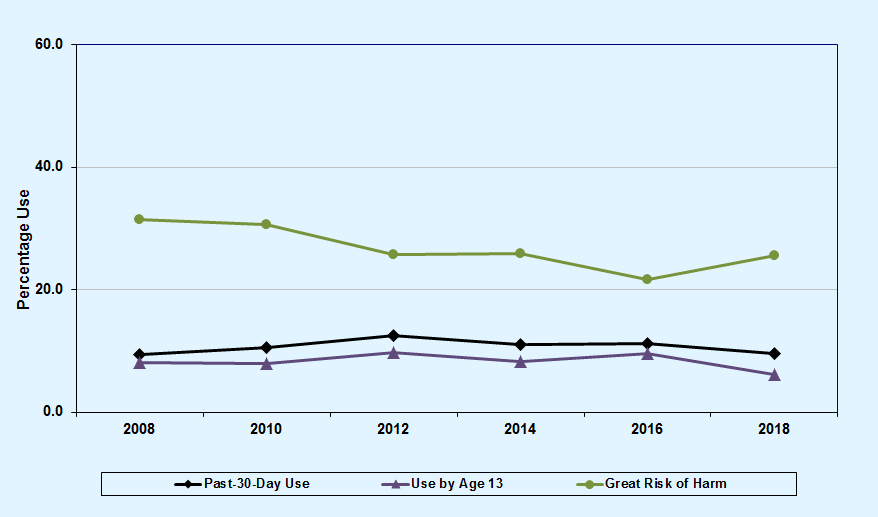 60.0
40.0
20.0
0.0
Percentage Use
2008 2010 2012 2014 2016 2018
Past-30-Day Use Use by Age 13 Great Risk of Harm